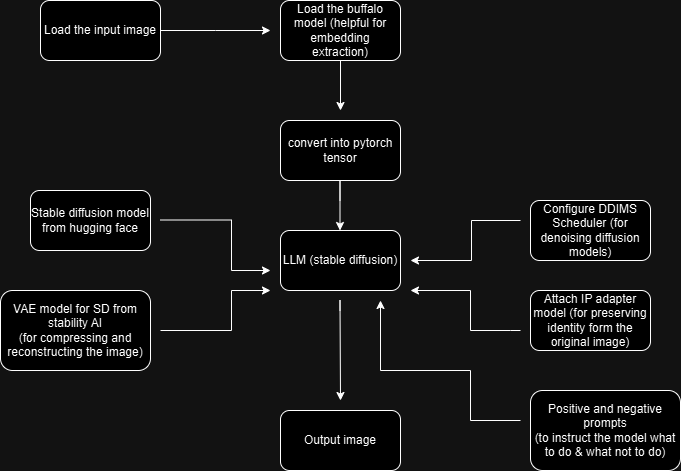 Load the input image
Load the buffalo
model (helpful for
embedding
extraction)
convert into pytorch
tensor
Stable diffusion model
from hugging face
Configure DDIMS
Scheduler (for
denoising diffusion
models)
LLM (stable diffusion)
VAE model for SD from
stability AI
(for compressing and
reconstructing the image)
Attach IP adapter
model (for preserving
identity form the
original image)
Output image
Positive and negative
prompts
(to instruct the model what
to do & what not to do)